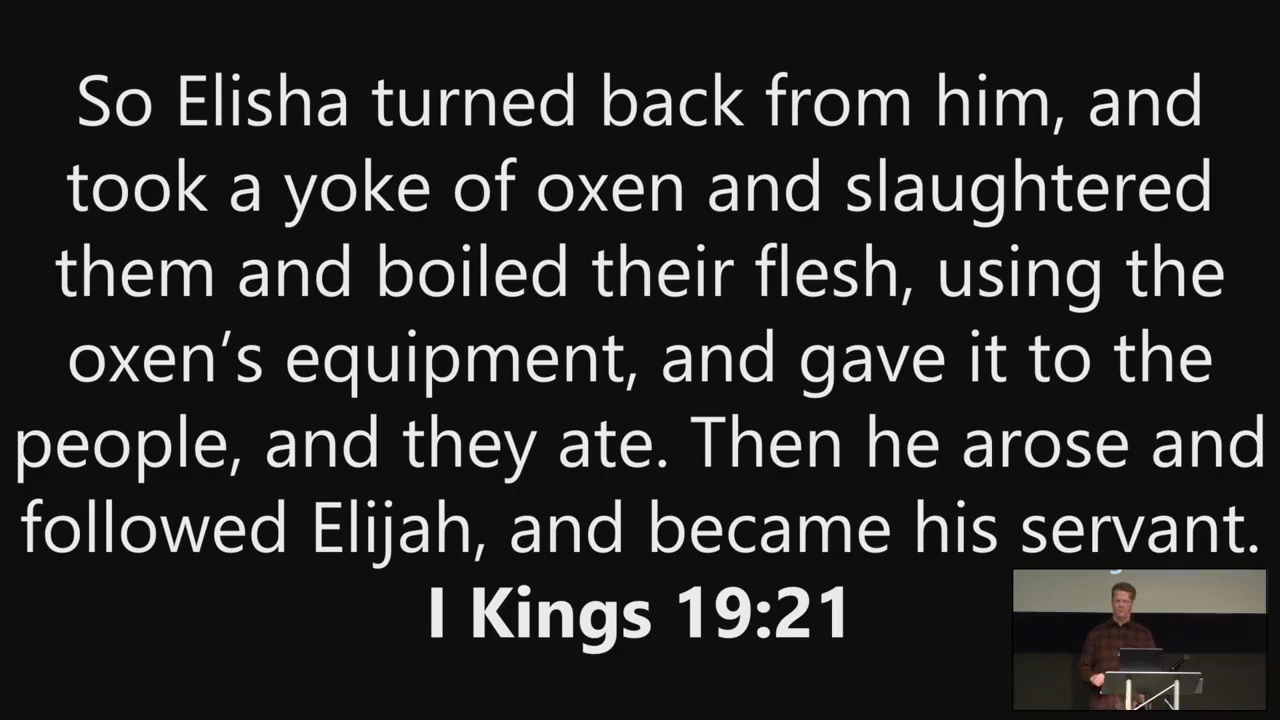 So Elisha turned back from him, and
took a yoke of oxen and slaughtered
them and boiled their flesh, using the
oxen’s equipment, and gave it to the
people, and they ate. Then he arose and
followed Elijah, and became his servant.
I Kings 19:21